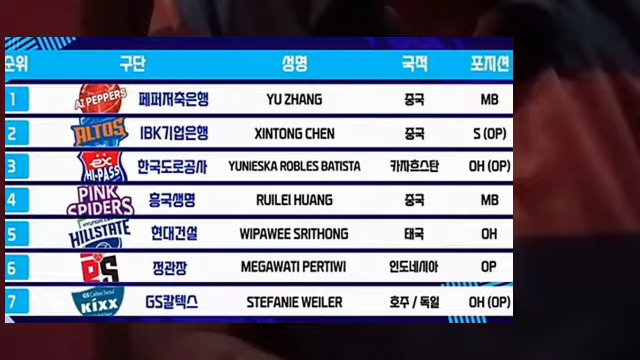 순위 구단 성명 국적 포지션
1 AI PEPPERS 페퍼저축은행 YU ZHANG 중국 MB
2 ALTOS IBK기업은행 XINTONG CHEN 중국 S (OP)
3 ex HI-PASS 한국도로공사 YUNIESKA ROBLES BATISTA 카자흐스탄 OH (OP)
4 PINK SPIDERS 흥국생명 RUILEI HUANG 중국 MB
5 HILLSTATE 현대건설 WIPAWEE SRITHONG 태국 OH
6 정관장 MEGAWATI PERTIWI 인도네시아 OP
7 GS Caltex Seoul KIXX GS칼텍스 STEFANIE WEILER 호주 / 독일 OH (OP)